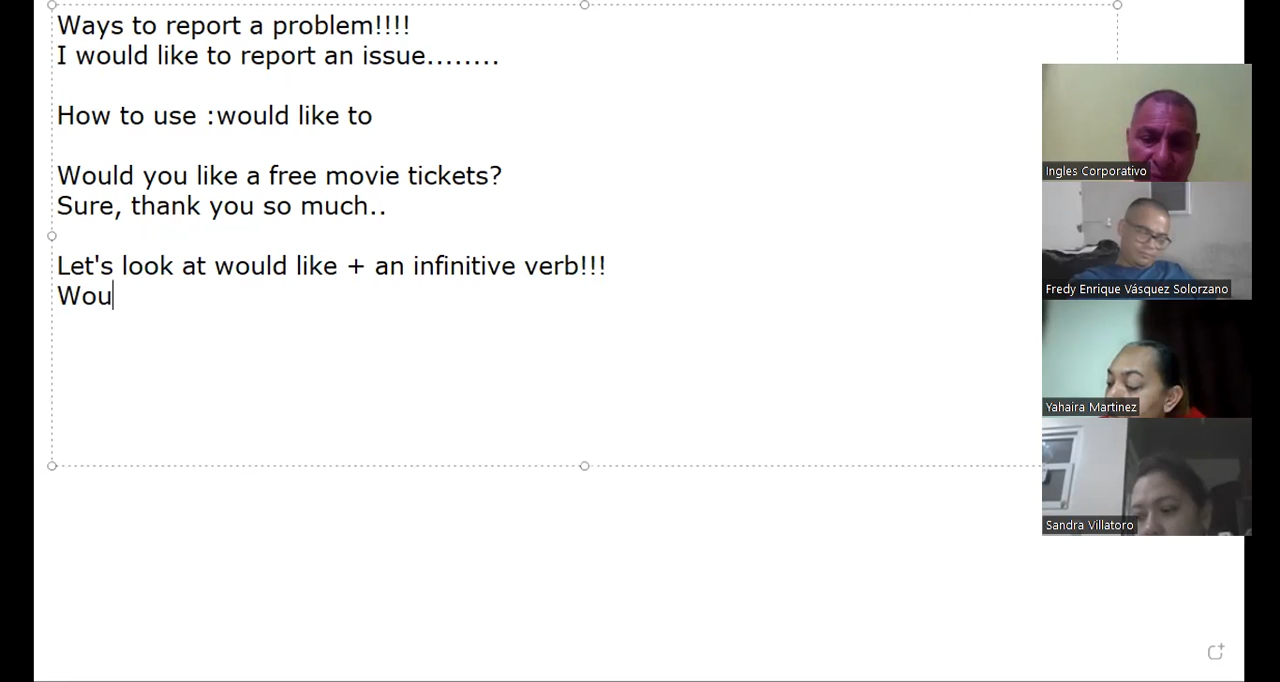 Ways to report a problem!!!!
I would like to report an issue........
How to use :would like to
Would you like a free movie tickets?
Sure, thank you so much..
Let's look at would like + an infinitive verb!!!
Wou
Ingles Corporativo
Fredy Enrique Vásquez Solorzano
Yahaira Martinez
Sandra Villatoro